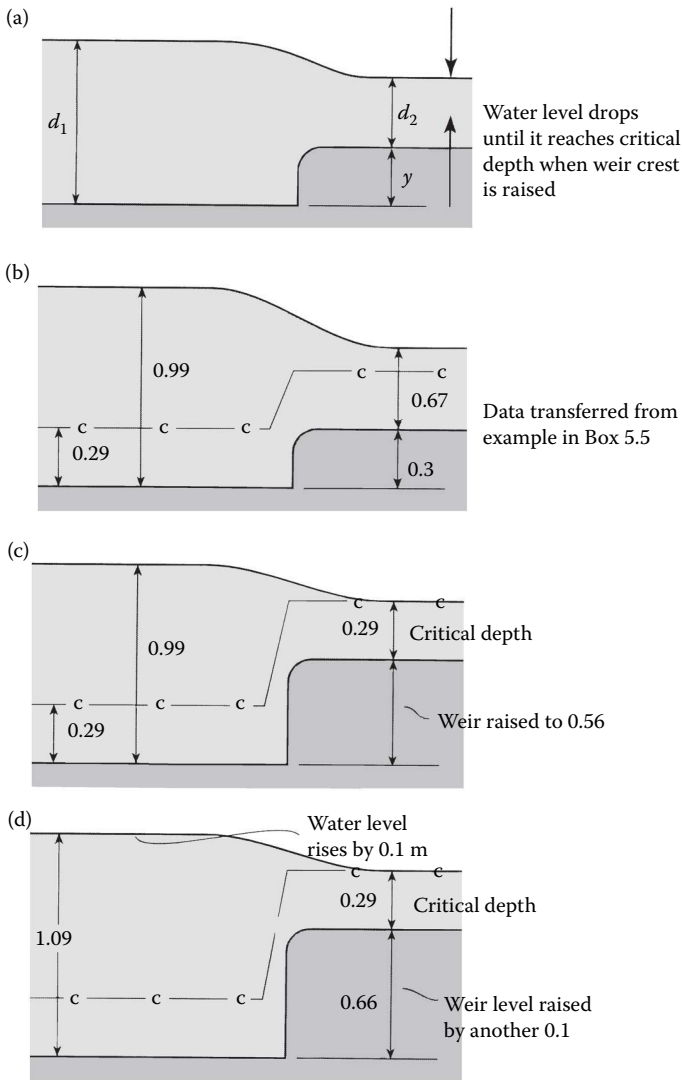 (a)
d1
d2
y
Water level drops
until it reaches critical
depth when weir crest
is raised
(b)
0.99
c c
0.67
c c c
0.29
0.3
Data transferred from
example in Box 5.5
(c)
c c
0.29
Critical depth
0.99
c c c
0.29
Weir raised to 0.56
(d)
Water level
rises by 0.1 m
c c
0.29
Critical depth
1.09
c c c
0.66
Weir level raised
by another 0.1